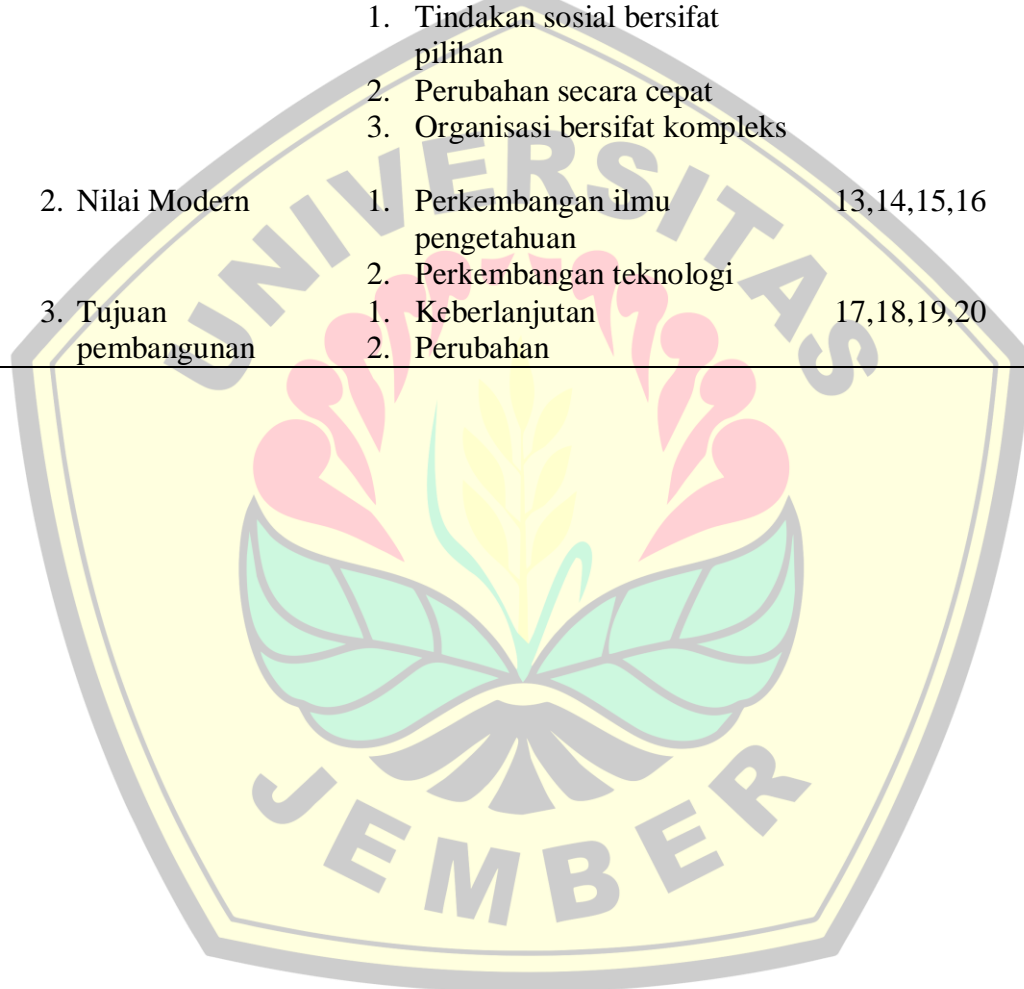 1. Tindakan sosial bersifat
pilihan
2. Perubahan secara cepat
3. Organisasi bersifat kompleks
2. Nilai Modern 1. Perkembangan ilmu 13,14,15,16
pengetahuan
2. Perkembangan teknologi
3. Tujuan 1. Keberlanjutan 17,18,19,20
pembangunan 2. Perubahan
UNIVERSITAS
JEMBER